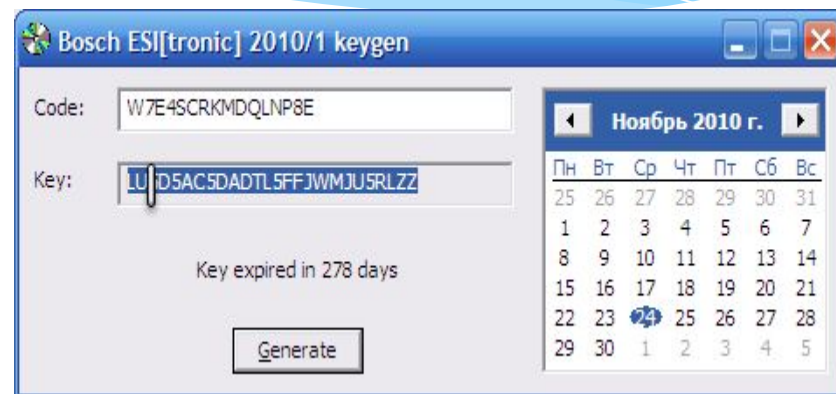 Bosch ESI[tronic] 2010/1 keygen
Code: W7E4SCRKMDQLNP8E
Key:
Key expired in 278 days
Generate
Ноябрь 2010 г.
Пн Вт Ср Чт Пт Сб Вс
25 26 27 28 29 30 31
1 2 3 4 5 6 7
8 9 10 11 12 13 14
15 16 17 18 19 20 21
22 23 24 25 26 27 28
29 30 1 2 3 4 5